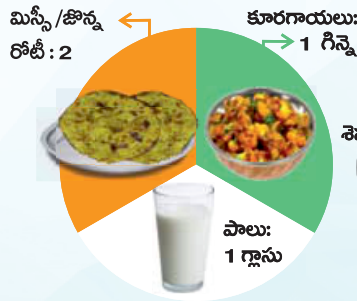 మిస్సీ/జొన్న
రోటీ : 2
కూరగాయలు:
1 గిన్నె
పాలు:
1 గ్లాసు